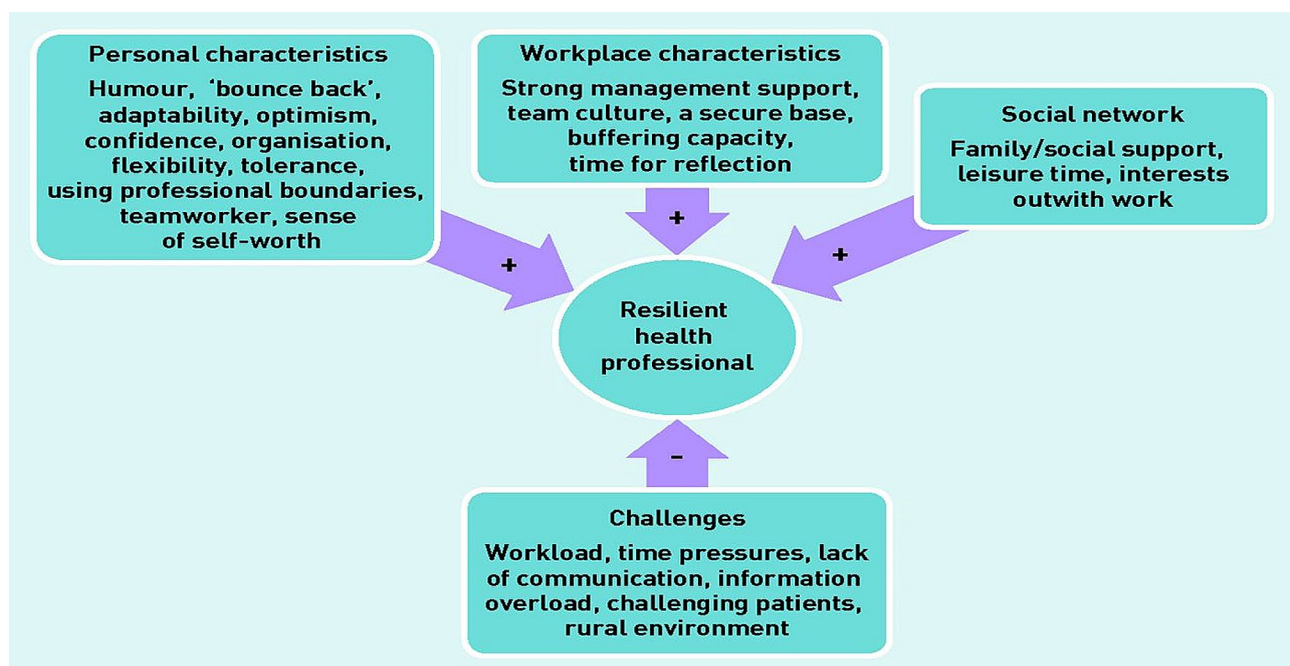 Personal characteristics
Humour, ‘bounce back’,
adaptability, optimism,
confidence, organisation,
flexibility, tolerance,
using professional boundaries,
teamworker, sense
of self-worth
Workplace characteristics
Strong management support,
team culture, a secure base,
buffering capacity,
time for reflection
Social network
Family/social support,
leisure time, interests
outwith work
+
+
+
Resilient
health
professional
–
Challenges
Workload, time pressures, lack
of communication, information
overload, challenging patients,
rural environment